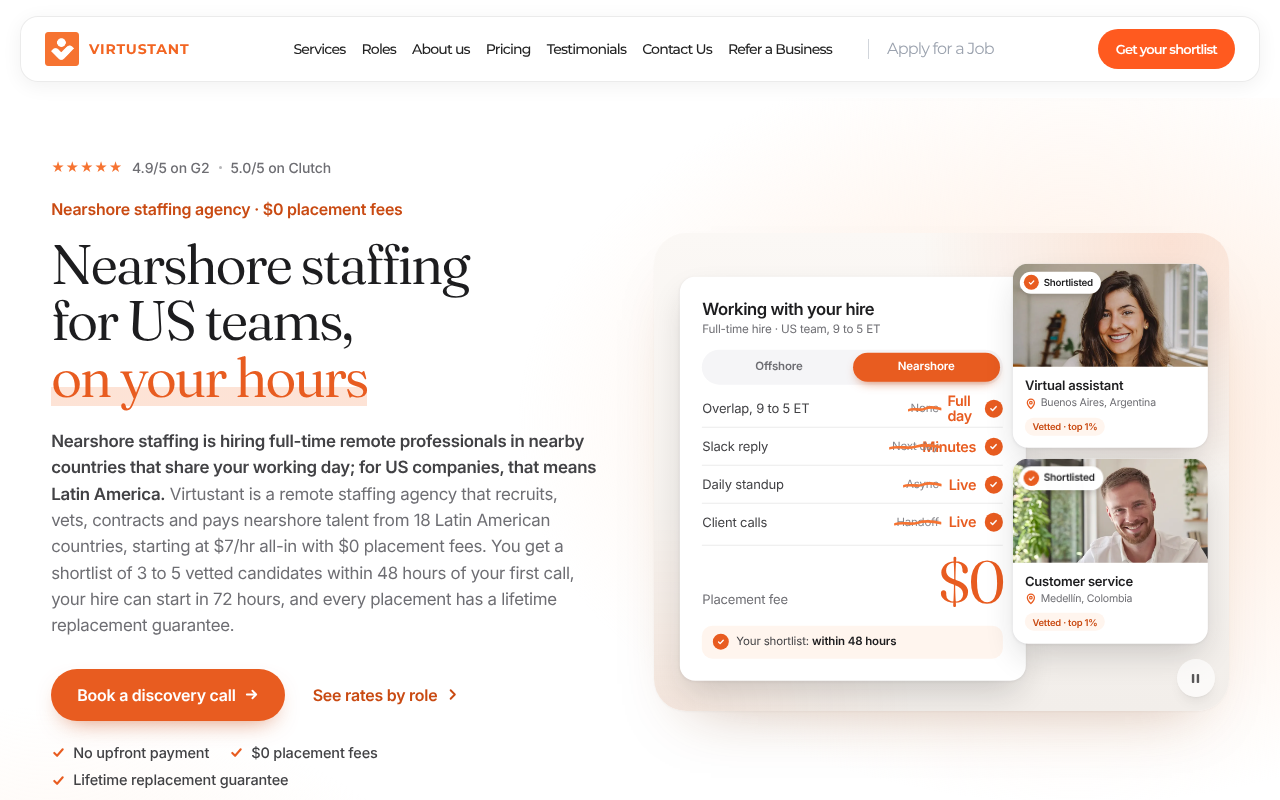 VIRTUSTANT
Services Roles About us Pricing Testimonials Contact Us Refer a Business Apply for a Job Get your shortlist
★★★★★ 4.9/5 on G2 · 5.0/5 on Clutch
Nearshore staffing agency · $0 placement fees
Nearshore staffing
for US teams,
on your hours
Nearshore staffing is hiring full-time remote professionals in nearby
countries that share your working day; for US companies, that means
Latin America. Virtustant is a remote staffing agency that recruits,
vets, contracts and pays nearshore talent from 18 Latin American
countries, starting at $7/hr all-in with $0 placement fees. You get a
shortlist of 3 to 5 vetted candidates within 48 hours of your first call,
your hire can start in 72 hours, and every placement has a lifetime
replacement guarantee.
Book a discovery call → See rates by role
No upfront payment $0 placement fees
Lifetime replacement guarantee
Working with your hire
Full-time hire · US team, 9 to 5 ET
Offshore Nearshore
Overlap, 9 to 5 ET None Full
day
Slack reply Next Minutes
Daily standup Async Live
Client calls Handoff Live
Placement fee $0
Your shortlist: within 48 hours
Shortlisted
Virtual assistant
Buenos Aires, Argentina
Vetted · top 1%
Shortlisted
Customer service
Medellín, Colombia
Vetted · top 1%